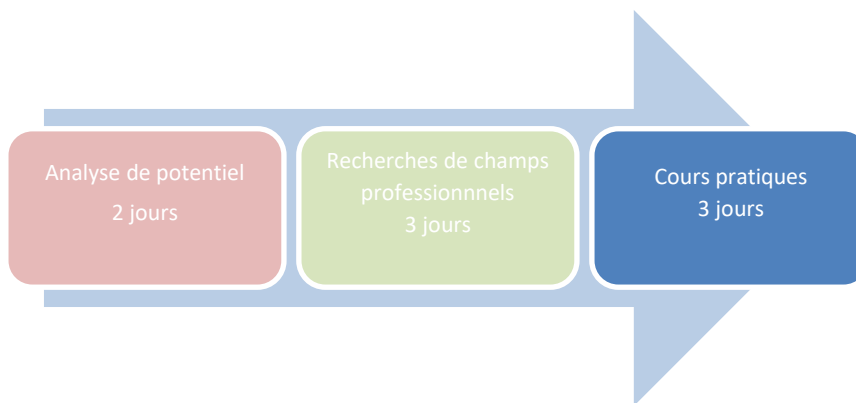 Analyse de potentiel
2 jours
Recherches de champs
professionnnels
3 jours
Cours pratiques
3 jours